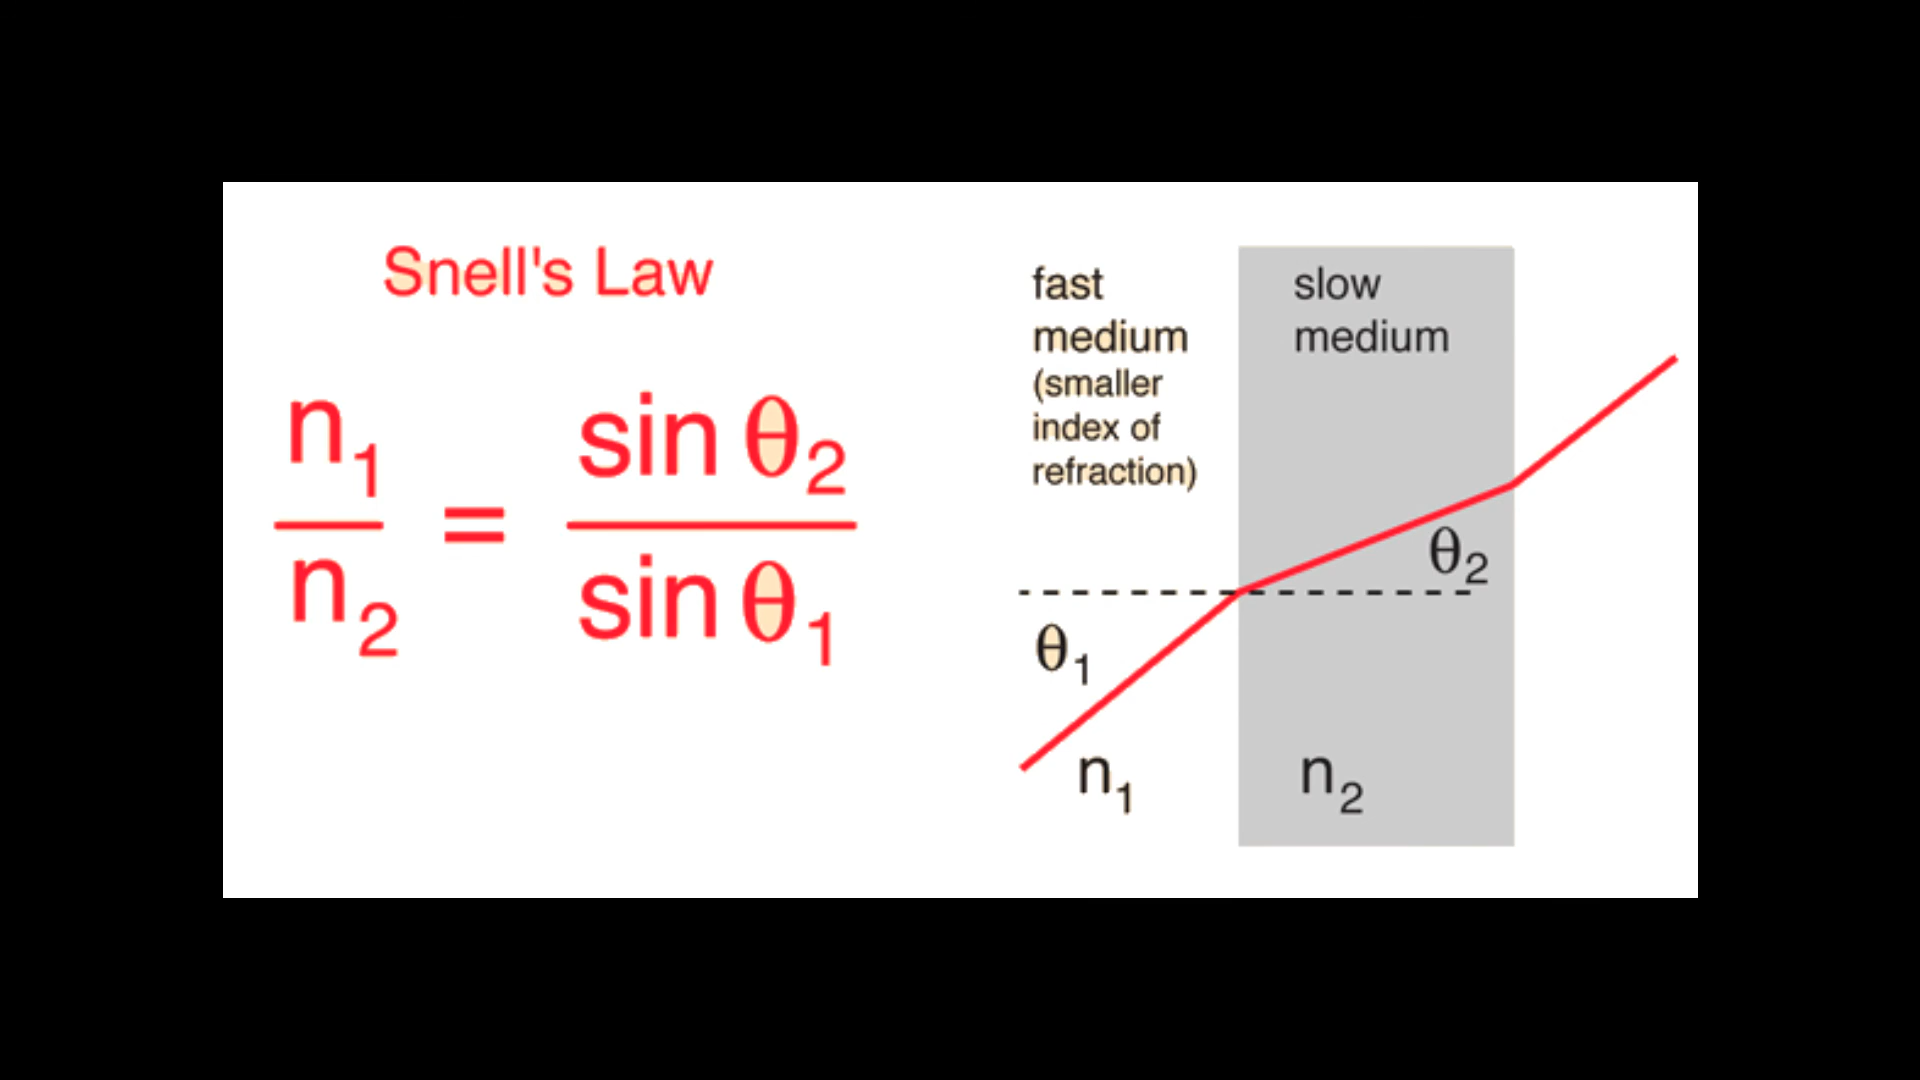 Snell's Law
n₁ / n₂ = sin θ₂ / sin θ₁
fast
medium
(smaller
index of
refraction)
slow
medium
θ₂
θ₁
n₁
n₂